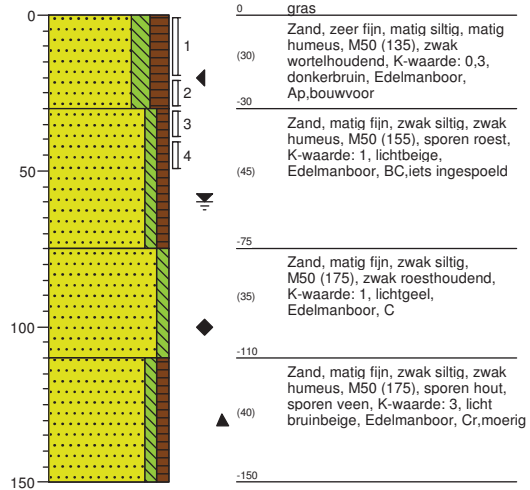 0
50
100
150
1
2
3
4
0
gras
Zand, zeer fijn, matig siltig, matig
humeus, M50 (135), zwak
wortelhoudend, K-waarde: 0,3,
donkerbruin, Edelmanboor,
Ap,bouwvoor
(30)
-30
Zand, matig fijn, zwak siltig, zwak
humeus, M50 (155), sporen roest,
K-waarde: 1, lichtbeige,
Edelmanboor, BC,iets ingespoeld
(45)
-75
Zand, matig fijn, zwak siltig,
M50 (175), zwak roesthoudend,
K-waarde: 1, lichtgeel,
Edelmanboor, C
(35)
-110
Zand, matig fijn, zwak siltig, zwak
humeus, M50 (175), sporen hout,
sporen veen, K-waarde: 3, licht
bruinbeige, Edelmanboor, Cr,moerig
(40)
-150